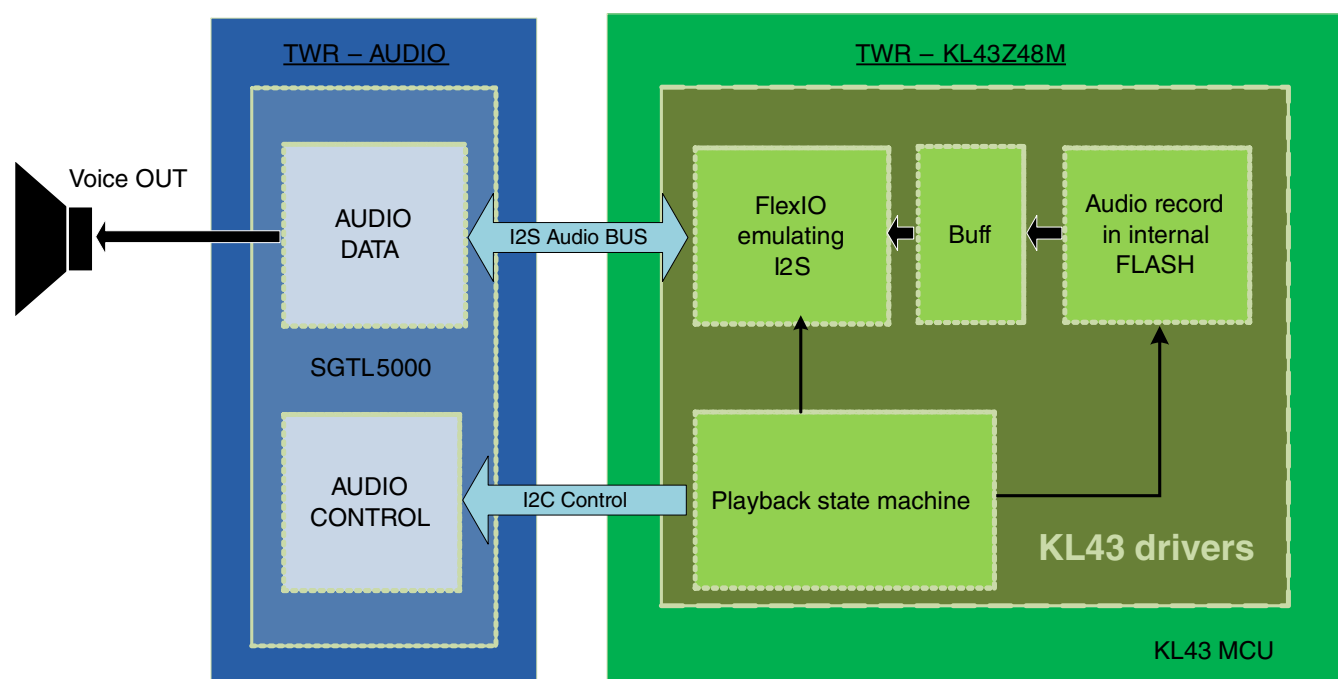 TWR – AUDIO
TWR – KL43Z48M
Voice OUT
AUDIO
DATA
I2S Audio BUS
FlexIO
emulating
I2S
Buff
Audio record
in internal
FLASH
SGTL5000
AUDIO
CONTROL
I2C Control
Playback state machine
KL43 drivers
KL43 MCU